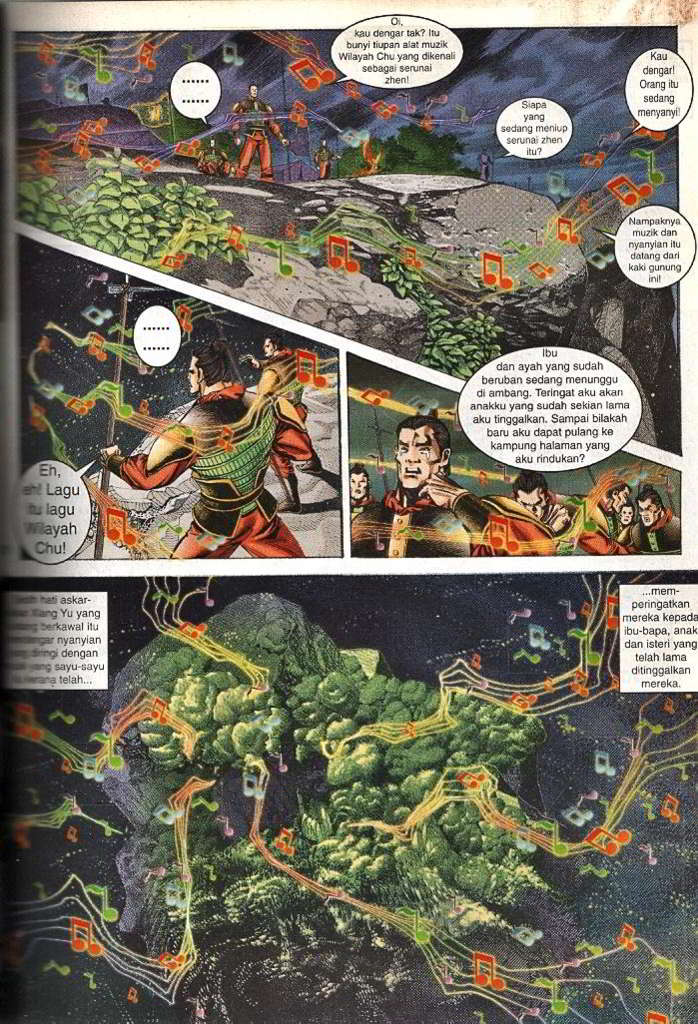 ......
......
Oi,
kau dengar tak? Itu
bunyi tiupan alat muzik
Wilayah Chu yang dikenali
sebagai serunai
zhen!
Siapa
yang
sedang meniup
serunai zhen
itu?
Kau
dengar!
Orang itu
sedang
menyanyi!
Nampaknya
muzik dan
nyanyian itu
datang dari
kaki gunung
ini!
......
......
Eh,
eh! Lagu
itu lagu
Wilayah
Chu!
Ibu
dan ayah yang sudah
beruban sedang menunggu
di ambang. Teringat aku akan
anakku yang sudah sekian lama
aku tinggalkan. Sampai bilakah
baru aku dapat pulang ke
kampung halaman yang
aku rindukan?
hati askar-
Xiang Yu yang
berkawal itu
nyanyian
diringi dengan
yang sayu-sayu
kerana telah...
...mem-
peringatkan
mereka kepada
ibu-bapa, anak
dan isteri yang
telah lama
ditinggalkan
mereka.